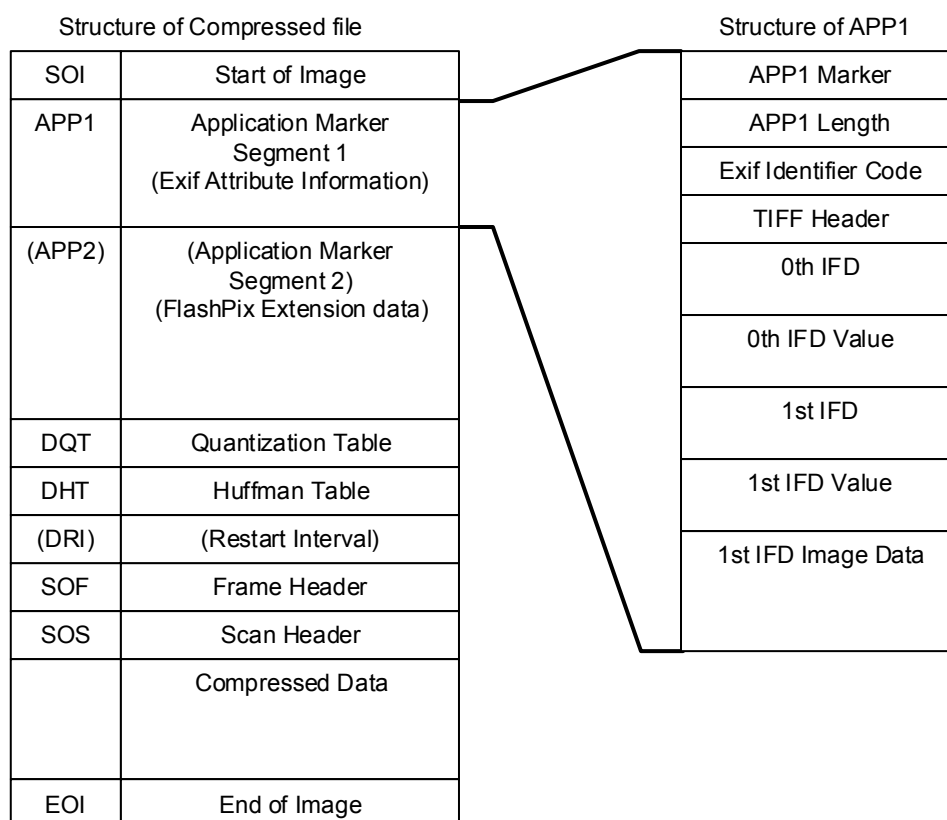 Structure of Compressed file
SOI Start of Image
APP1 Application Marker
Segment 1
(Exif Attribute Information)
(APP2) (Application Marker
Segment 2)
(FlashPix Extension data)
DQT Quantization Table
DHT Huffman Table
(DRI) (Restart Interval)
SOF Frame Header
SOS Scan Header
Compressed Data
EOI End of Image
Structure of APP1
APP1 Marker
APP1 Length
Exif Identifier Code
TIFF Header
0th IFD
0th IFD Value
1st IFD
1st IFD Value
1st IFD Image Data